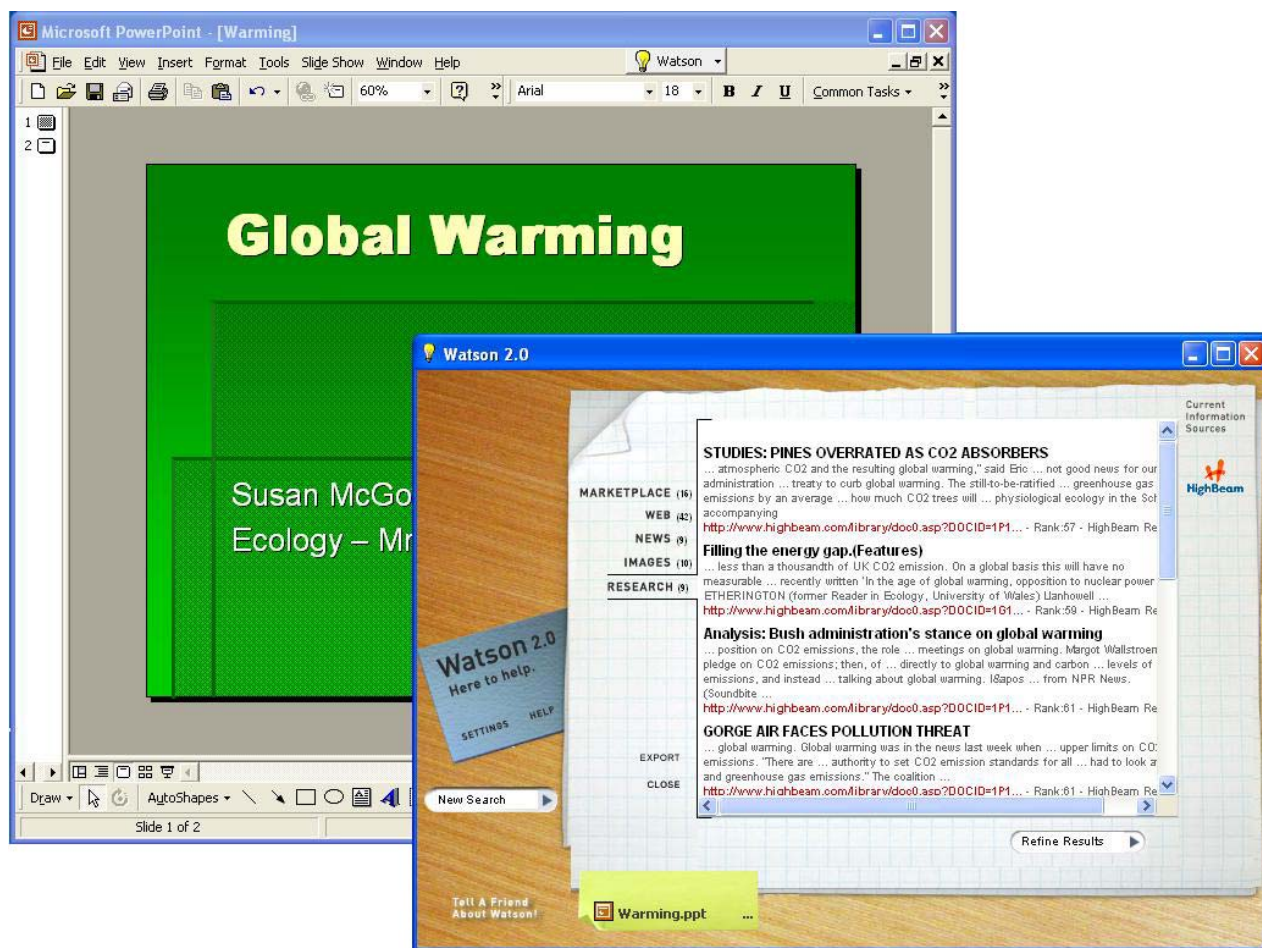 Microsoft PowerPoint - [Warming]
File Edit View Insert Format Tools Slide Show Window Help Watson
60% Arial 18 B I U Common Tasks
1
2
Global Warming
Susan McGo
Ecology – Mr
Draw AutoShapes
Slide 1 of 2
Watson 2.0
Current
Information
Sources
HighBeam
MARKETPLACE (16)
WEB (42)
NEWS (9)
IMAGES (10)
RESEARCH (9)
EXPORT
CLOSE
STUDIES: PINES OVERRATED AS CO2 ABSORBERS
... atmospheric CO2 and the resulting global warming," said Eric ... not good news for our
administration ... treaty to curb global warming. The still-to-be-ratified ... greenhouse gas
emissions by an average ... how much CO2 trees will ... physiological ecology in the Sch
accompanying
http://www.highbeam.com/library/doc0.asp?DOCID=1P1... - Rank:57 - HighBeam Re
Filling the energy gap.(Features)
... less than a thousandth of UK CO2 emission. On a global basis this will have no
measurable ... recently written 'In the age of global warming, opposition to nuclear power
ETHERINGTON (former Reader in Ecology, University of Wales) Llanhowell ...
http://www.highbeam.com/library/doc0.asp?DOCID=1G1... - Rank:59 - HighBeam Re
Analysis: Bush administration's stance on global warming
... position on CO2 emissions, the role ... meetings on global warming. Margot Wallstroem
pledge on CO2 emissions; then, of ... directly to global warming and carbon ... levels of
emissions, and instead ... talking about global warming. I&apos ... from NPR News.
(Soundbite ...
http://www.highbeam.com/library/doc0.asp?DOCID=1P1... - Rank:61 - HighBeam Re
GORGE AIR FACES POLLUTION THREAT
... global warming. Global warming was in the news last week when ... upper limits on CO2
emissions. "There are ... authority to set CO2 emission standards for all ... had to look a
and greenhouse gas emissions." The coalition ...
http://www.highbeam.com/library/doc0.asp?DOCID=1P1... - Rank:61 - HighBeam Re
Watson 2.0
Here to help.
SETTINGS HELP
New Search
Refine Results
Tell A Friend
About Watson!
Warming.ppt ...